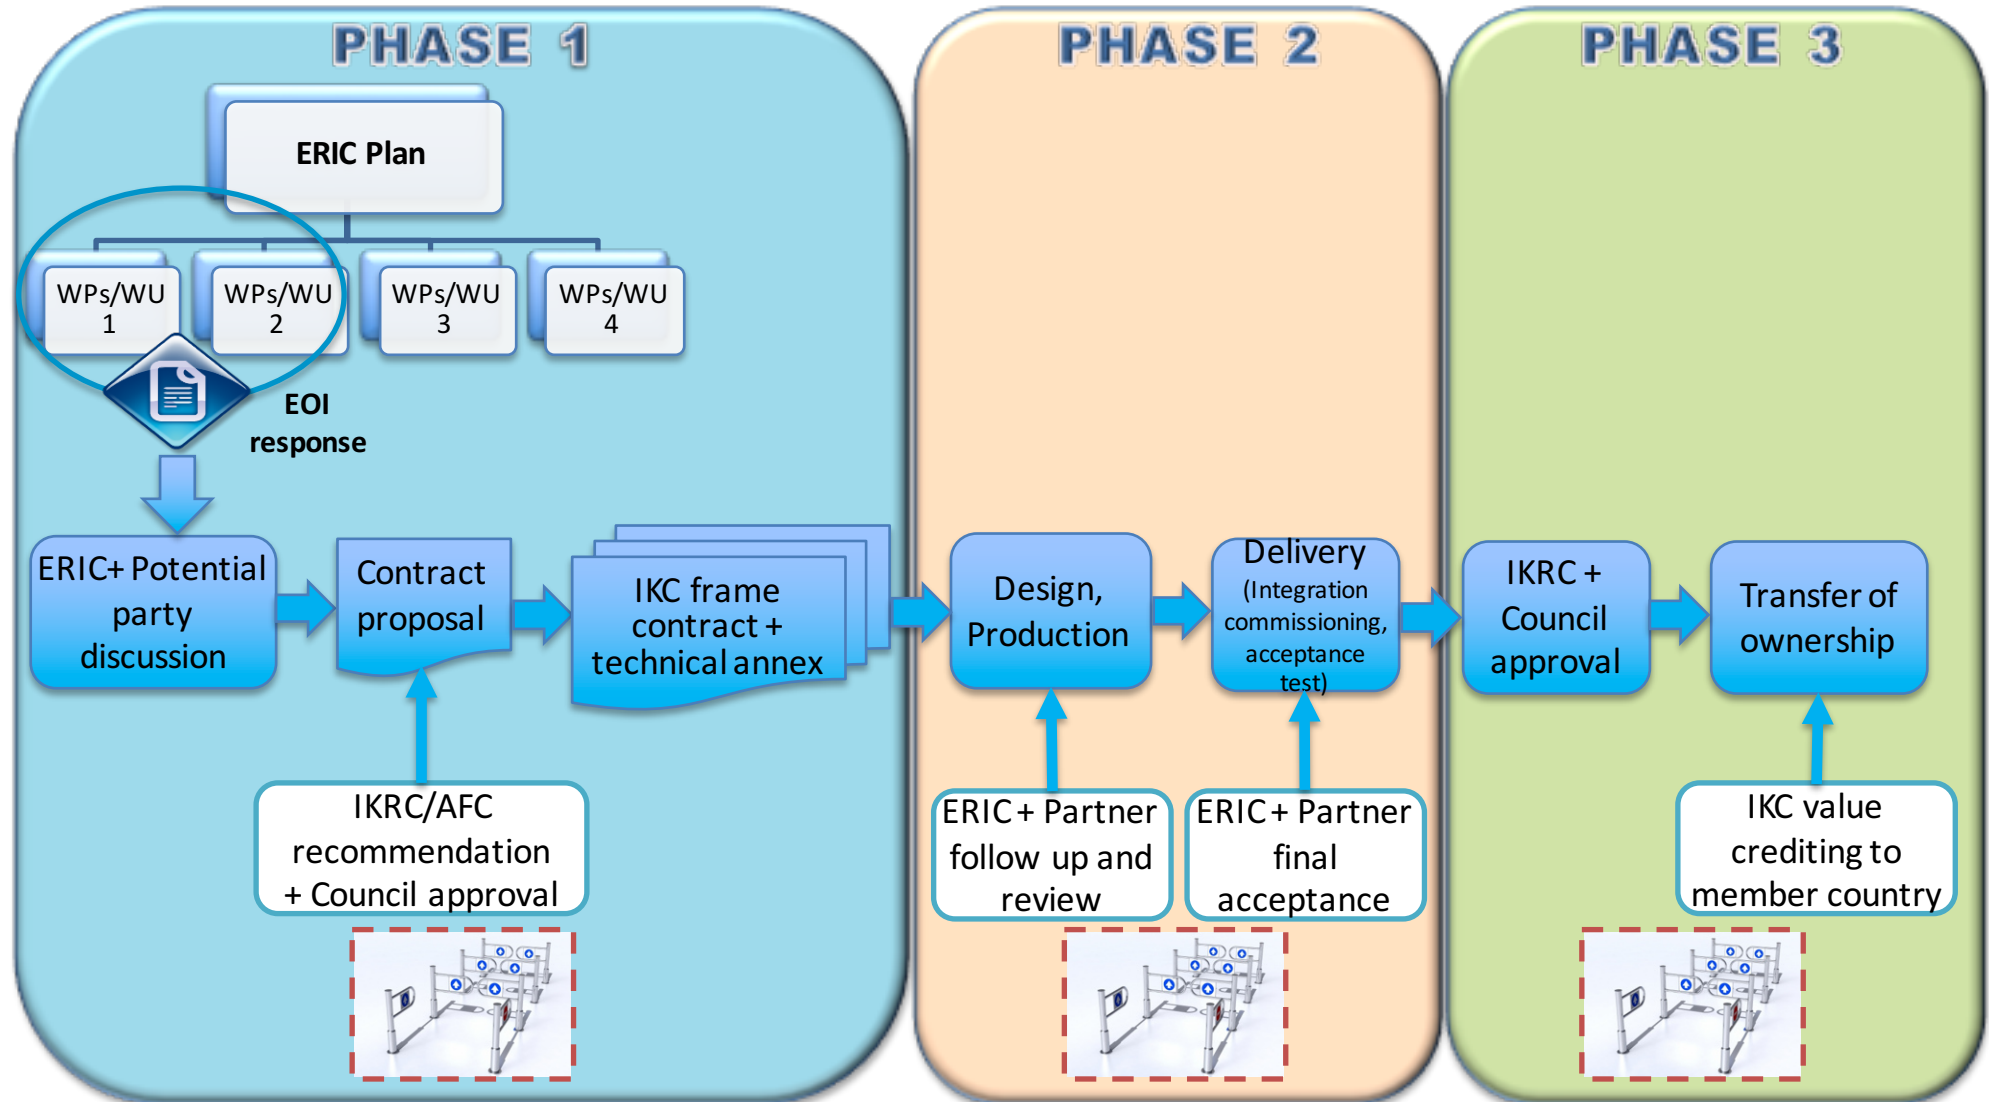 PHASE 1
ERIC Plan
WPs/WU
1
WPs/WU
2
WPs/WU
3
WPs/WU
4
EOI
response
ERIC+ Potential
party
discussion
Contract
proposal
IKC frame
contract +
technical annex
IKRC/AFC
recommendation
+ Council approval
PHASE 2
Design,
Production
Delivery
(Integration
commissioning,
acceptance
test)
ERIC + Partner
follow up and
review
ERIC + Partner
final
acceptance
PHASE 3
IKRC +
Council
approval
Transfer of
ownership
IKC value
crediting to
member country